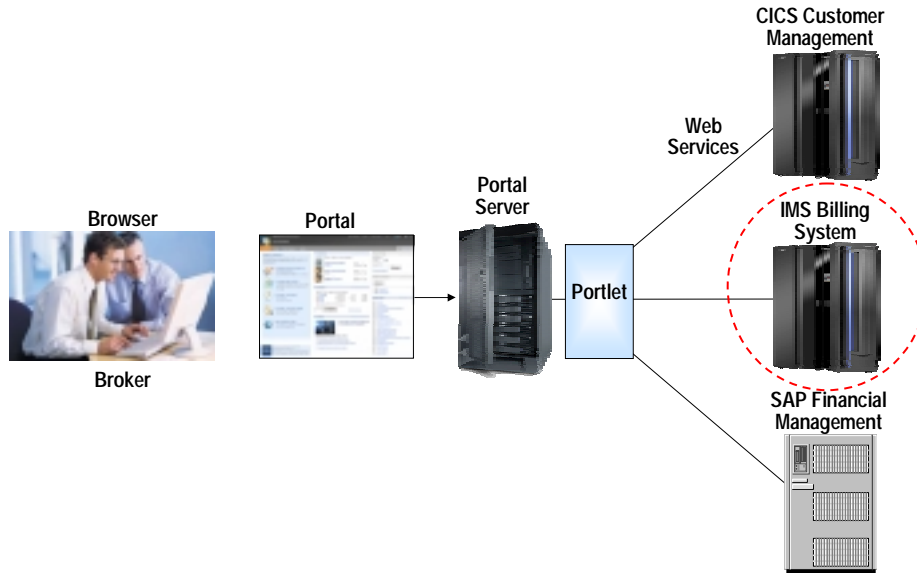 CICS Customer
Management
Web
Services
Portal
Server
Browser
Portal
IMS Billing
System
Portlet
Broker
SAP Financial
Management